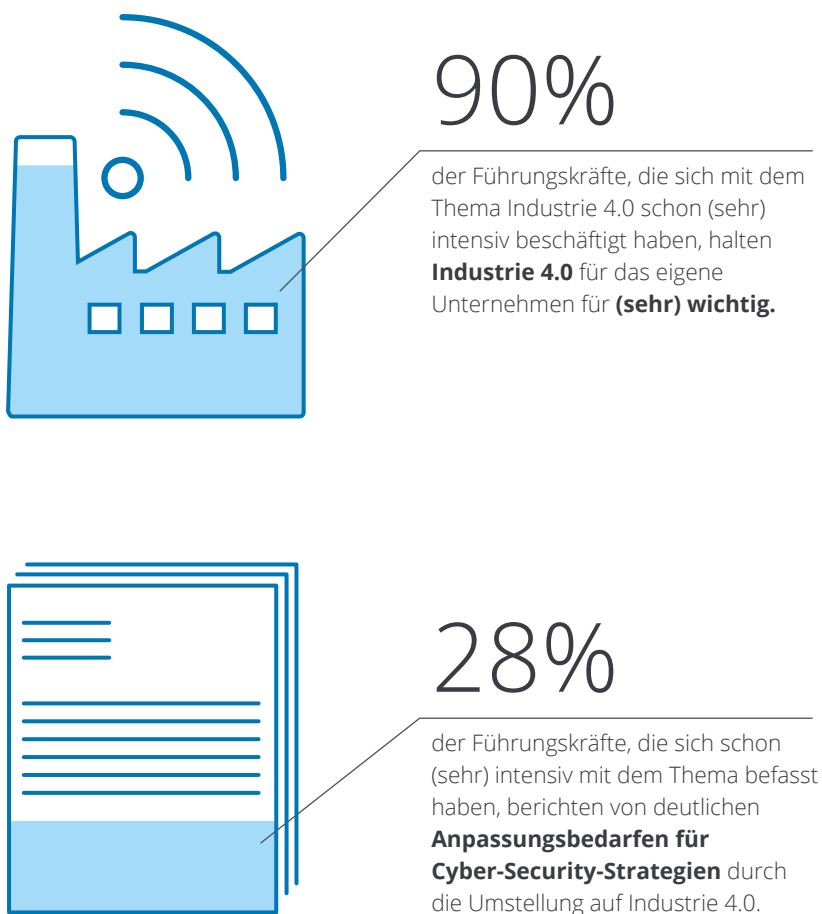 90%
der Führungskräfte, die sich mit dem
Thema Industrie 4.0 schon (sehr)
intensiv beschäftigt haben, halten
Industrie 4.0 für das eigene
Unternehmen für (sehr) wichtig.
28%
der Führungskräfte, die sich schon
(sehr) intensiv mit dem Thema befasst
haben, berichten von deutlichen
Anpassungsbedarfen für
Cyber-Security-Strategien durch
die Umstellung auf Industrie 4.0.